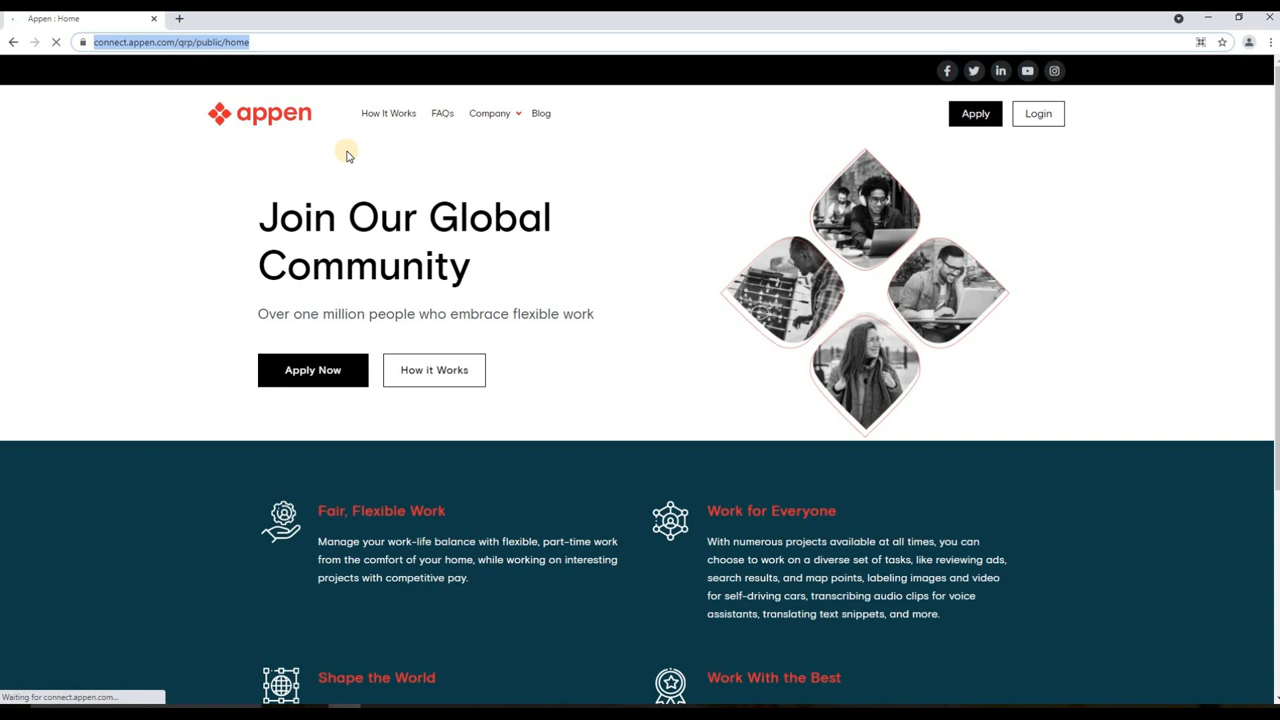 Appen : Home
connect.appen.com/qrp/public/home
appen
How It Works
FAQs
Company
Blog
Apply
Login
Join Our Global
Community
Over one million people who embrace flexible work
Apply Now
How it Works
Fair, Flexible Work
Manage your work-life balance with flexible, part-time work
from the comfort of your home, while working on interesting
projects with competitive pay.
Work for Everyone
With numerous projects available at all times, you can
choose to work on a diverse set of tasks, like reviewing ads,
search results, and map points, labeling images and video
for self-driving cars, transcribing audio clips for voice
assistants, translating text snippets, and more.
Shape the World
Work With the Best
Waiting for connect.appen.com...